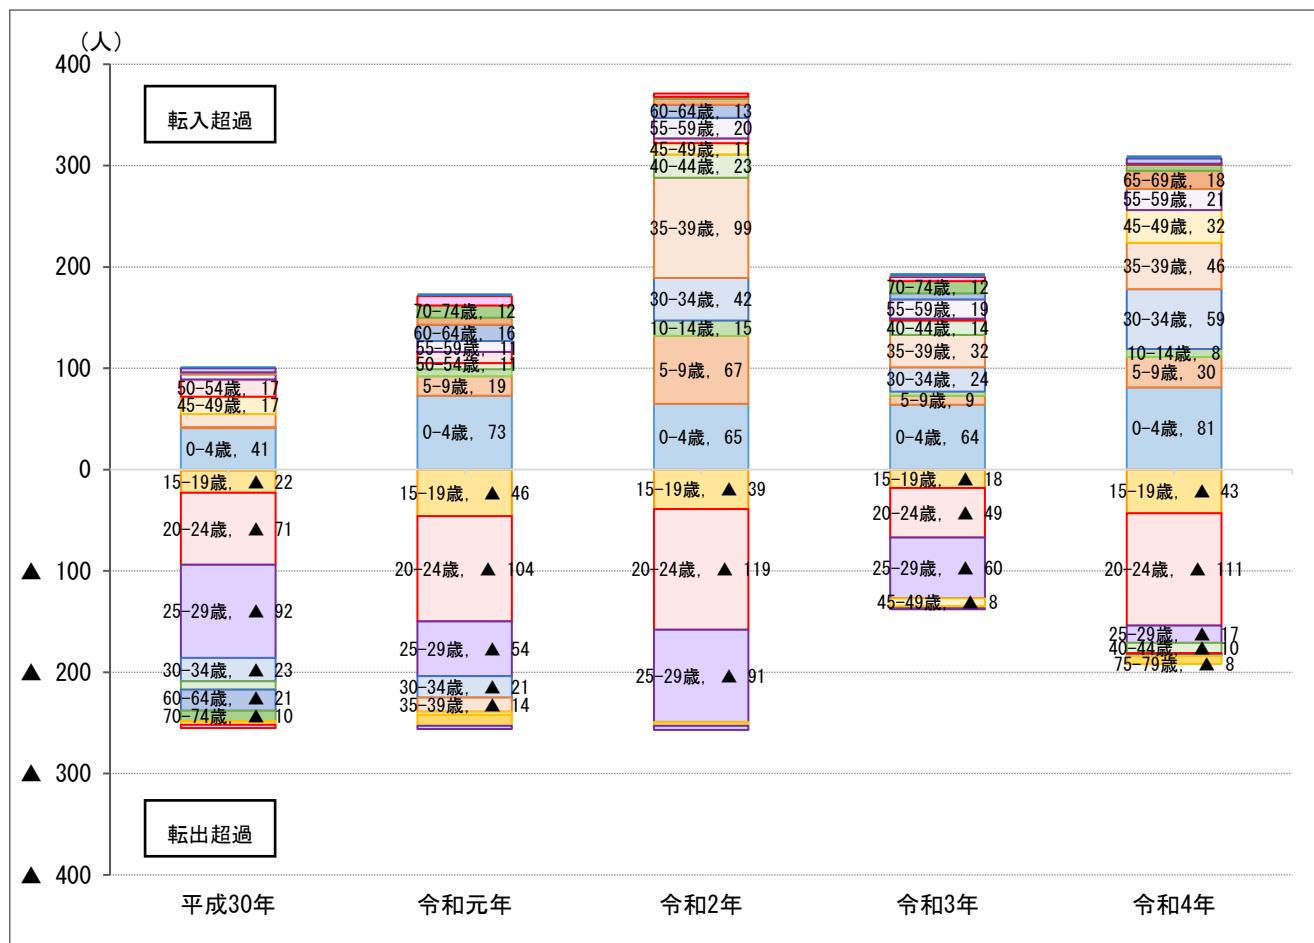 (人)
400
転入超過
300
200
100
0
▲ 100
▲ 200
▲ 300
▲ 400
転出超過
50-54歳, 17
45-49歳, 17
0-4歳, 41
15-19歳, ▲ 22
20-24歳, ▲ 71
25-29歳, ▲ 92
30-34歳, ▲ 23
60-64歳, ▲ 21
70-74歳, ▲ 10
平成30年
70-74歳, 12
60-64歳, 16
55-59歳, 11
50-54歳, 11
5-9歳, 19
0-4歳, 73
15-19歳, ▲ 46
20-24歳, ▲ 104
25-29歳, ▲ 54
30-34歳, ▲ 21
35-39歳, ▲ 14
令和元年
60-64歳, 13
55-59歳, 20
45-49歳, 11
40-44歳, 23
35-39歳, 99
30-34歳, 42
10-14歳, 15
5-9歳, 67
0-4歳, 65
15-19歳, ▲ 39
20-24歳, ▲ 119
25-29歳, ▲ 91
令和2年
70-74歳, 12
55-59歳, 19
40-44歳, 14
35-39歳, 32
30-34歳, 24
5-9歳, 9
0-4歳, 64
15-19歳, ▲ 18
20-24歳, ▲ 49
25-29歳, ▲ 60
45-49歳, ▲ 8
令和3年
65-69歳, 18
55-59歳, 21
45-49歳, 32
35-39歳, 46
30-34歳, 59
10-14歳, 8
5-9歳, 30
0-4歳, 81
15-19歳, ▲ 43
20-24歳, ▲ 111
25-29歳, ▲ 17
40-44歳, ▲ 10
75-79歳, ▲ 8
令和4年